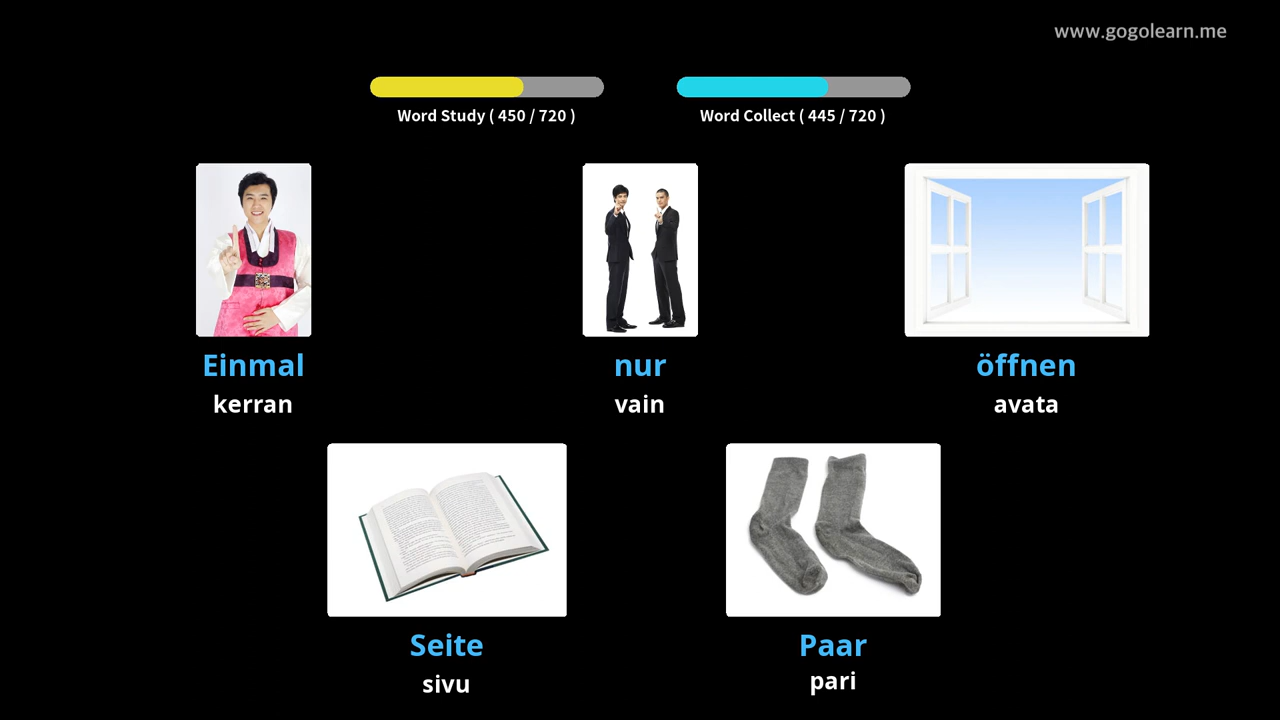 www.gogolearn.me
Word Study ( 450 / 720 )
Word Collect ( 445 / 720 )
Einmal
kerran
nur
vain
öffnen
avata
Seite
sivu
Paar
pari